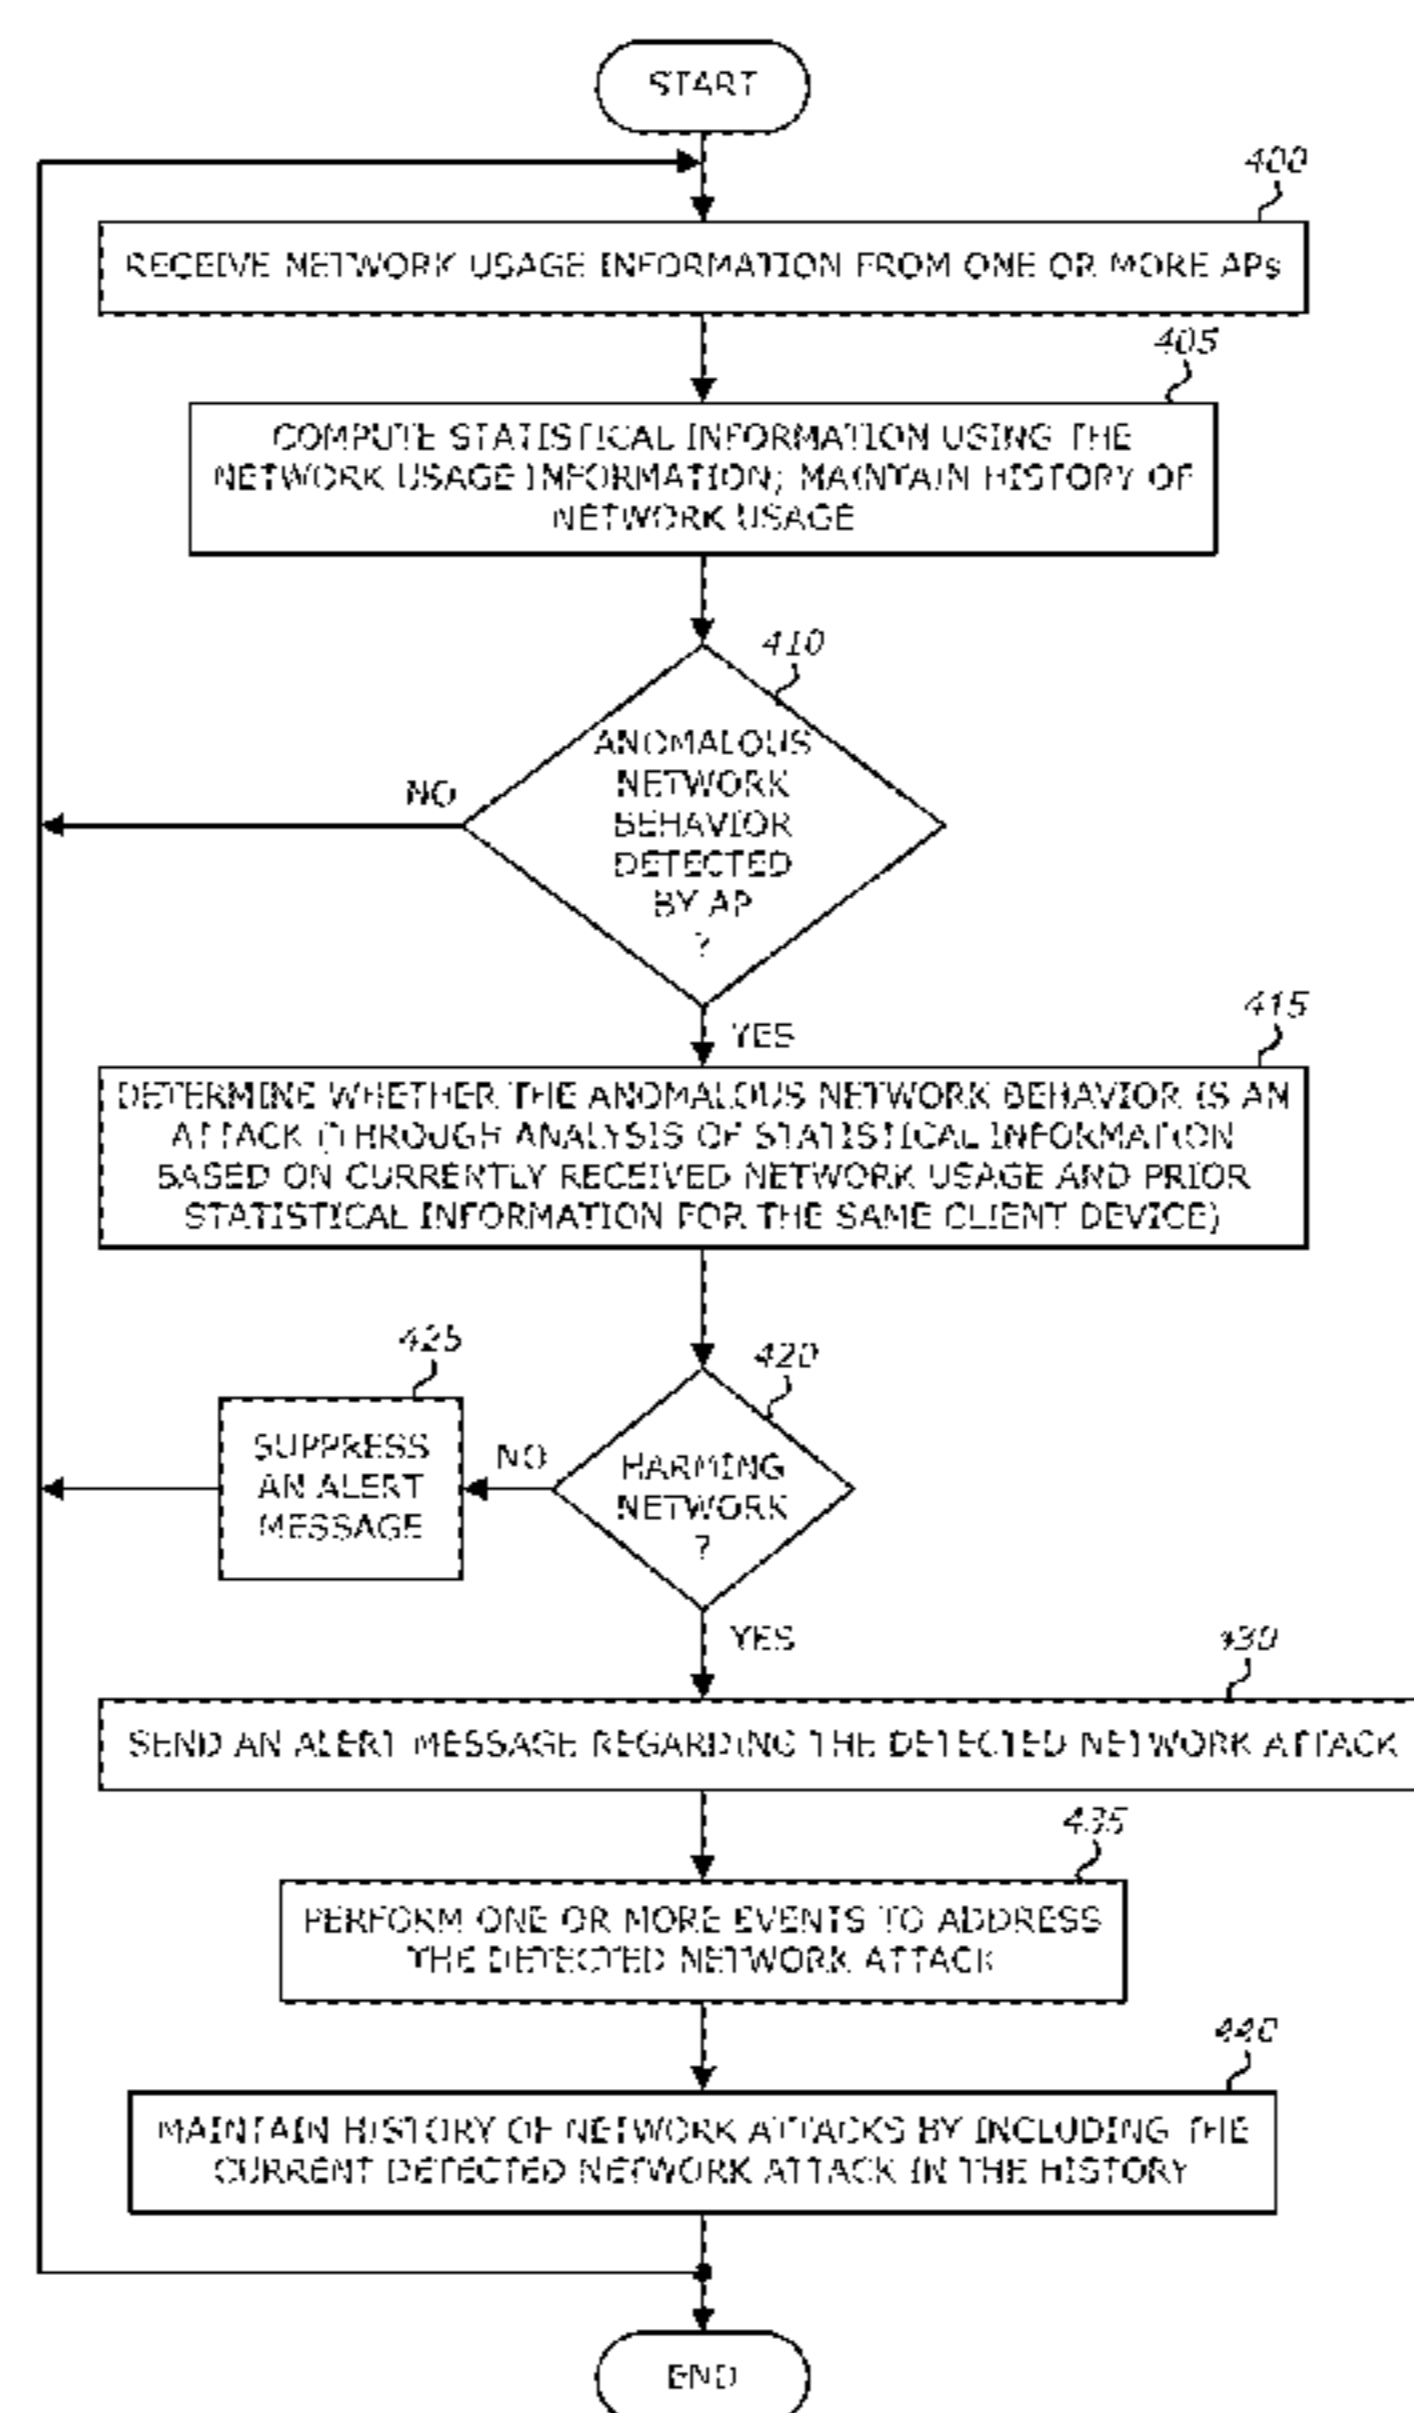 START
400
RECEIVE NETWORK USAGE INFORMATION FROM ONE OR MORE APs
405
COMPUTE STATISTICAL INFORMATION USING THE
NETWORK USAGE INFORMATION; MAINTAIN HISTORY OF
NETWORK USAGE
410
ANOMALOUS
NETWORK
BEHAVIOR
DETECTED
BY AP
?
NO
YES
415
DETERMINE WHETHER THE ANOMALOUS NETWORK BEHAVIOR IS AN
ATTACK (THROUGH ANALYSIS OF STATISTICAL INFORMATION
BASED ON CURRENTLY RECEIVED NETWORK USAGE AND PRIOR
STATISTICAL INFORMATION FOR THE SAME CLIENT DEVICE)
420
HARMING
NETWORK
?
NO
425
SUPPRESS
AN ALERT
MESSAGE
YES
430
SEND AN ALERT MESSAGE REGARDING THE DETECTED NETWORK ATTACK
435
PERFORM ONE OR MORE EVENTS TO ADDRESS
THE DETECTED NETWORK ATTACK
440
MAINTAIN HISTORY OF NETWORK ATTACKS BY INCLUDING THE
CURRENT DETECTED NETWORK ATTACK IN THE HISTORY
END